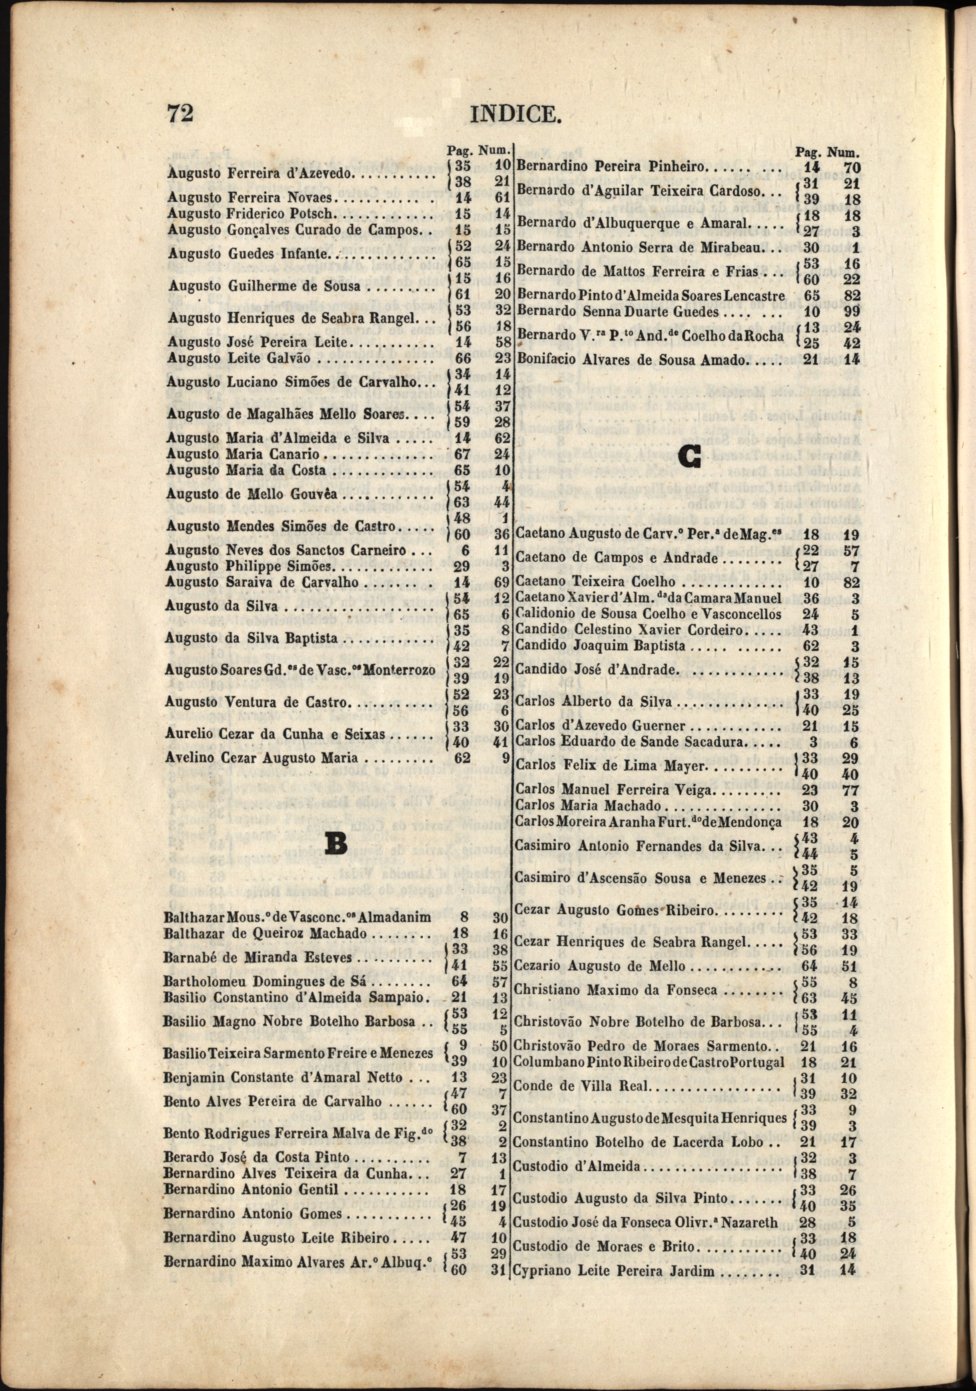 72
INDICE.
Pag. Num.
Augusto Ferreira d'Azevedo........... { 35 10
38 21
Augusto Ferreira Novaes........... . 14 61
Augusto Friderico Potsch............. 15 14
Augusto Gonçalves Curado de Campos.. 15 15
Augusto Guedes Infante.............. { 52 24
65 15
Augusto Guilherme de Sousa ......... { 15 16
61 20
Augusto Henriques de Seabra Rangel... { 53 32
56 18
Augusto José Pereira Leite........... 14 58
Augusto Leite Galvão .............. 66 23
Augusto Luciano Simões de Carvalho... { 34 14
41 12
Augusto de Magalhães Mello Soares.... { 54 37
59 28
Augusto Maria d'Almeida e Silva ..... 14 62
Augusto Maria Canario .............. 67 24
Augusto Maria da Costa ............. 65 10
Augusto de Mello Gouvêa ............ { 54 4
63 44
Augusto Mendes Simões de Castro..... { 48 1
60 36
Augusto Neves dos Sanctos Carneiro ... 6 11
Augusto Philippe Simões............. 29 3
Augusto Saraiva de Carvalho ....... . 14 69
Augusto da Silva .................. { 54 12
65 6
Augusto da Silva Baptista ............ { 35 8
42 7
Augusto Soares Gd.es de Vasc.os Monterrozo { 32 22
39 19
Augusto Ventura de Castro........... { 52 23
56 6
Aurelio Cezar da Cunha e Seixas ...... { 33 30
40 41
Avelino Cezar Augusto Maria ......... 62 9
B
Balthazar Mous.o de Vasconc.os Almadanim 8 30
Balthazar de Queiroz Machado ........ 18 16
Barnabé de Miranda Esteves .......... { 33 38
41 55
Bartholomeu Domingues de Sá ........ 64 57
Basilio Constantino d'Almeida Sampaio. 21 13
Basilio Magno Nobre Botelho Barbosa .. { 53 12
55 5
Basilio Teixeira Sarmento Freire e Menezes { 9 50
39 10
Benjamin Constante d'Amaral Netto ... 13 23
Bento Alves Pereira de Carvalho ...... { 47 7
60 37
Bento Rodrigues Ferreira Malva de Fig.do { 32 2
38 2
Berardo José da Costa Pinto .......... 7 13
Bernardino Alves Teixeira da Cunha... 27 1
Bernardino Antonio Gentil ........... 18 17
Bernardino Antonio Gomes ........... { 26 19
45 4
Bernardino Augusto Leite Ribeiro..... 47 10
Bernardino Maximo Alvares Ar.o Albuq.e { 53 29
60 31
Pag. Num.
Bernardino Pereira Pinheiro...... ... 14 70
Bernardo d'Aguilar Teixeira Cardoso... { 31 21
39 18
Bernardo d'Albuquerque e Amaral..... { 18 18
27 3
Bernardo Antonio Serra de Mirabeau... 30 1
Bernardo de Mattos Ferreira e Frias ... { 53 16
60 22
Bernardo Pinto d'Almeida Soares Lencastre 65 82
Bernardo Senna Duarte Guedes .... ... 10 99
Bernardo V.ra P.to And.de Coelho da Rocha { 13 24
25 42
Bonifacio Alvares de Sousa Amado..... 21 14
C
Caetano Augusto de Carv.o Per.a de Mag.es 18 19
Caetano de Campos e Andrade ........ { 22 57
27 7
Caetano Teixeira Coelho ............. 10 82
Caetano Xavier d'Alm.da da Camara Manuel 36 3
Calidonio de Sousa Coelho e Vasconcellos 24 5
Candido Celestino Xavier Cordeiro..... 43 1
Candido Joaquim Baptista ..... ...... 62 3
Candido José d'Andrade. ............ { 32 15
38 13
Carlos Alberto da Silva .............. { 33 19
40 25
Carlos d'Azevedo Guerner ............ 21 15
Carlos Eduardo de Sande Sacadura..... 3 6
Carlos Felix de Lima Mayer.......... { 33 29
40 40
Carlos Manuel Ferreira Veiga......... 23 77
Carlos Maria Machado ............... 30 3
Carlos Moreira Aranha Furt.do de Mendonça 18 20
Casimiro Antonio Fernandes da Silva... { 43 4
44 5
Casimiro d'Ascensão Sousa e Menezes .. { 35 5
42 19
Cezar Augusto Gomes Ribeiro......... { 35 14
42 18
Cezar Henriques de Seabra Rangel..... { 53 33
56 19
Cezario Augusto de Mello ............ 64 51
Christiano Maximo da Fonseca ........ { 55 8
63 45
Christovão Nobre Botelho de Barbosa... { 53 11
55 4
Christovão Pedro de Moraes Sarmento.. 21 16
Columbano Pinto Ribeiro de Castro Portugal 18 21
Conde de Villa Real................. { 31 10
39 32
Constantino Augusto de Mesquita Henriques { 33 9
39 3
Constantino Botelho de Lacerda Lobo .. 21 17
Custodio d'Almeida.................. { 32 3
38 7
Custodio Augusto da Silva Pinto....... { 33 26
40 35
Custodio José da Fonseca Olivr.a Nazareth 28 5
Custodio de Moraes e Brito........... { 33 18
40 24
Cypriano Leite Pereira Jardim ........ 31 14